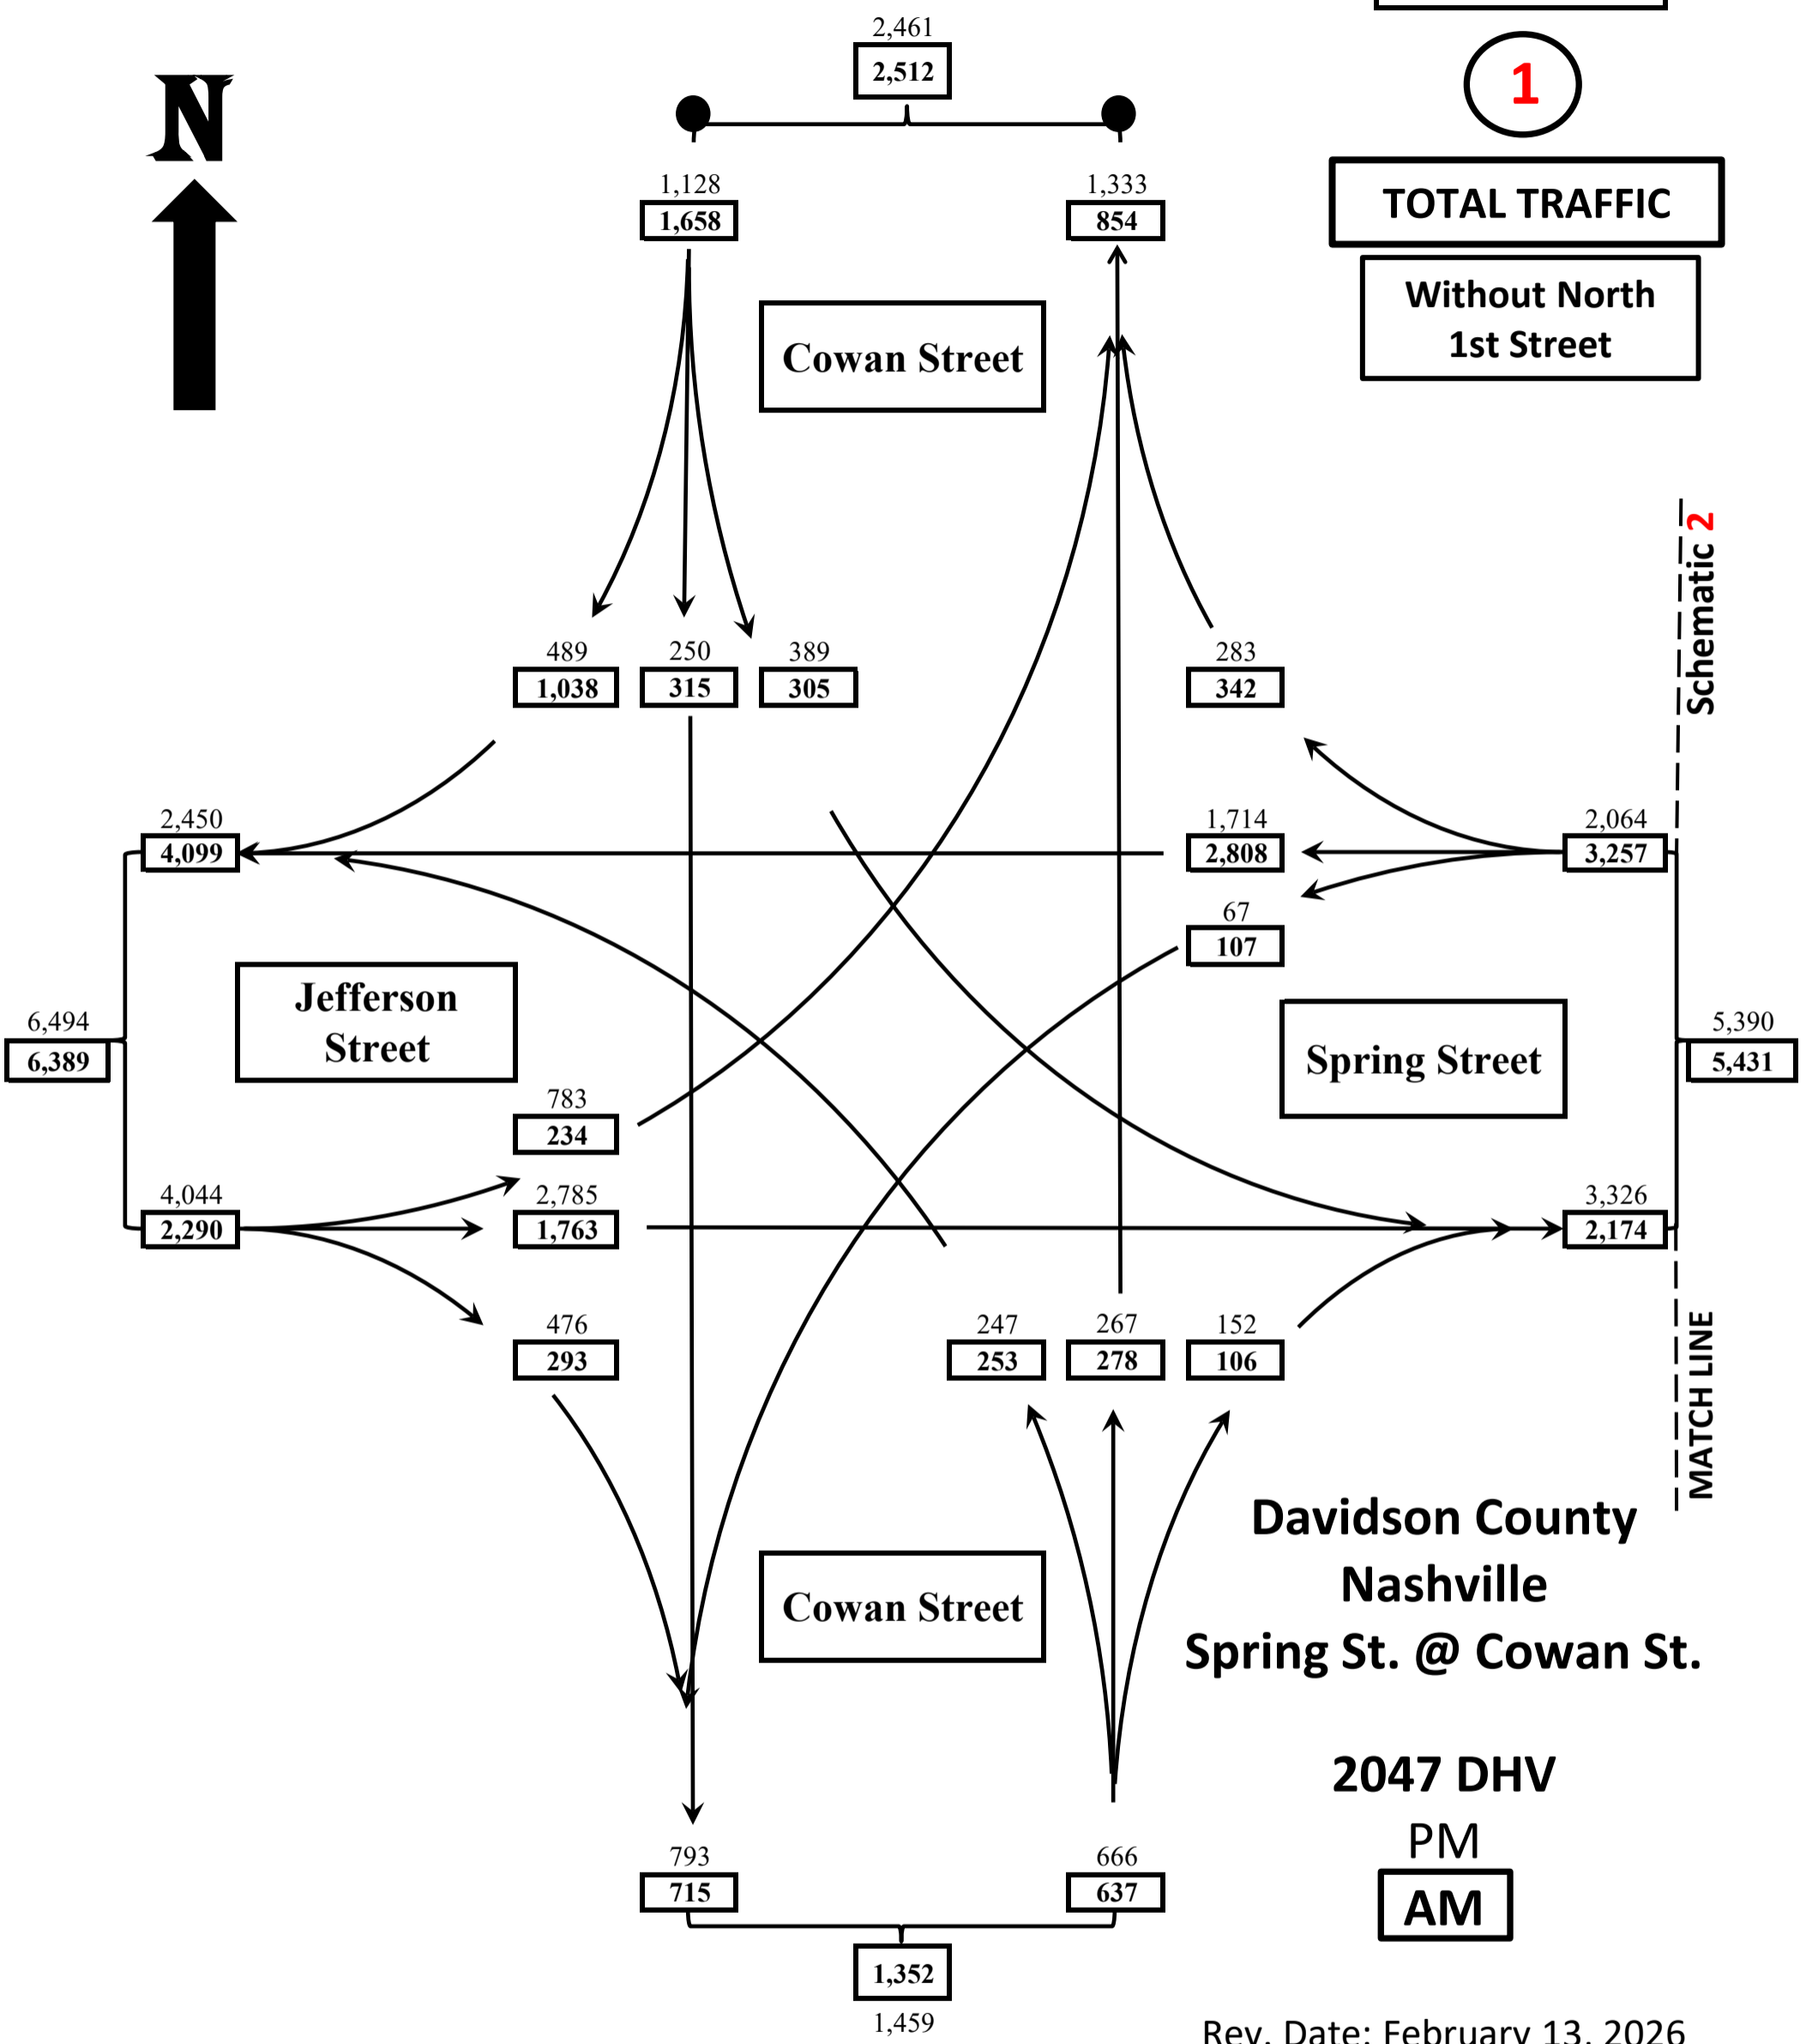 2,461
2,512
1
N
TOTAL TRAFFIC
1,128
1,333
1,658
854
Without North
1st Street
Cowan Street
Schematic 2
489
250
389
283
1,038
315
305
342
2,450
1,714
2,064
4,099
2,808
3,257
67
107
Jefferson
Street
6,494
6,389
Spring Street
5,390
5,431
783
234
4,044
2,785
3,326
2,290
1,763
2,174
476
247
267
152
293
253
278
106
MATCH LINE
Davidson County
Nashville
Spring St. @ Cowan St.
Cowan Street
2047 DHV
PM
AM
793
666
715
637
1,352
1,459
Rev. Date: February 13, 2026